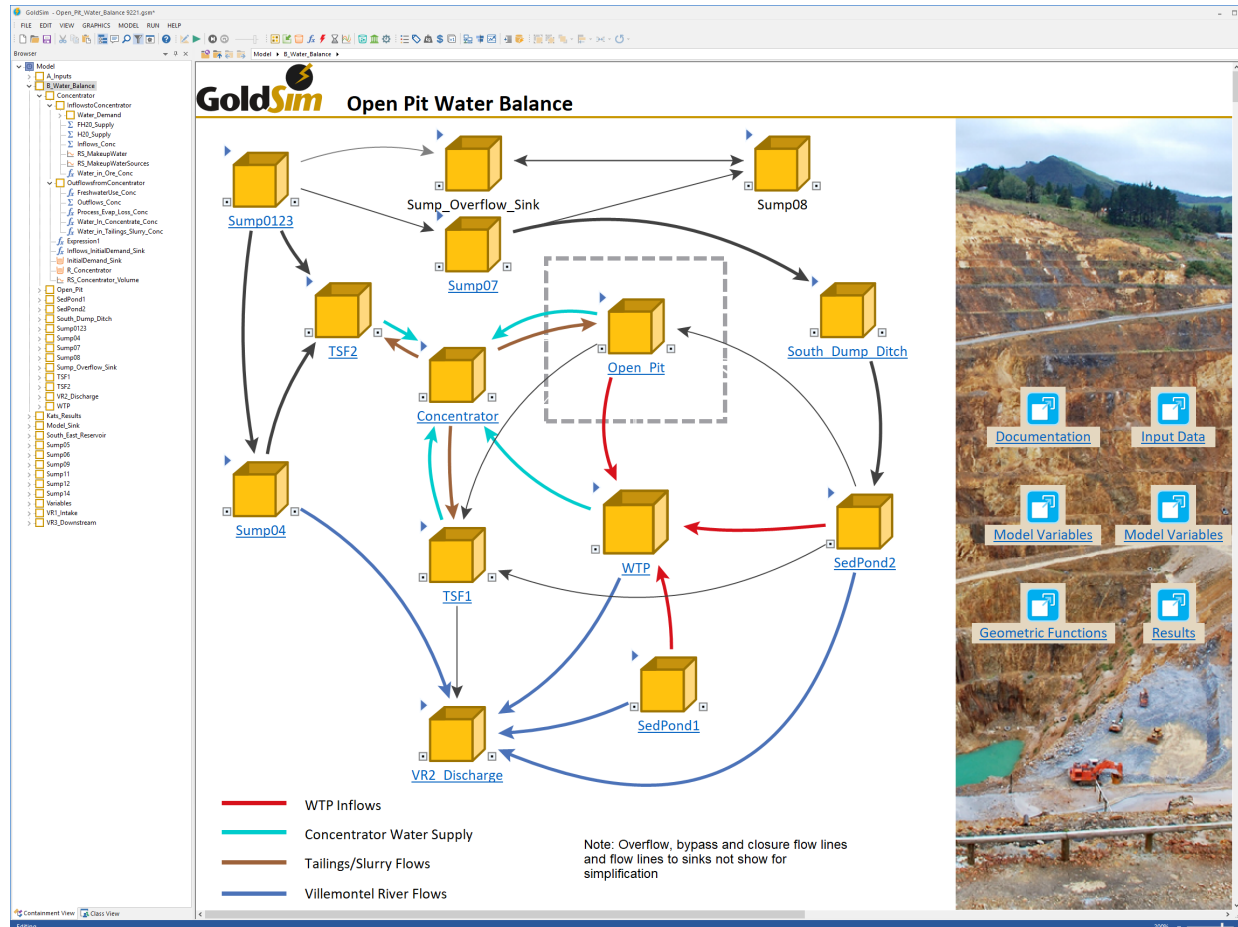 GoldSim - Open_Pit_Water_Balance 9221.gsm*
FILE EDIT VIEW GRAPHICS MODEL RUN HELP
Browser
Model
A_Inputs
B_Water_Balance
Concentrator
InflowstoConcentrator
Water_Demand
FH20_Supply
H20_Supply
Inflows_Conc
RS_MakeupWater
RS_MakeupWaterSources
Water_in_Ore_Conc
OutflowsfromConcentrator
FreshwaterUse_Conc
Outflows_Conc
Process_Evap_Loss_Conc
Water_In_Concentrate_Conc
Water_in_Tailings_Slurry_Conc
Expression1
Inflows_InitialDemand_Sink
InitialDemand_Sink
R_Concentrator
RS_Concentrator_Volume
Open_Pit
SedPond1
SedPond2
South_Dump_Ditch
Sump0123
Sump04
Sump07
Sump08
Sump_Overflow_Sink
TSF1
TSF2
VR2_Discharge
WTP
Kats_Results
Model_Sink
South_East_Reservoir
Sump05
Sump06
Sump09
Sump11
Sump12
Sump14
Variables
VR1_Intake
VR3_Downstream
Containment View Class View
Model B_Water_Balance
GoldSim Open Pit Water Balance
Sump0123
Sump_Overflow_Sink
Sump08
Sump07
TSF2
South_Dump_Ditch
Open_Pit
Concentrator
Sump04
WTP
SedPond2
TSF1
SedPond1
VR2_Discharge
Documentation
Input Data
Model Variables
Model Variables
Geometric Functions
Results
WTP Inflows
Concentrator Water Supply
Tailings/Slurry Flows
Villemontel River Flows
Note: Overflow, bypass and closure flow lines
and flow lines to sinks not show for
simplification
Editing
200%